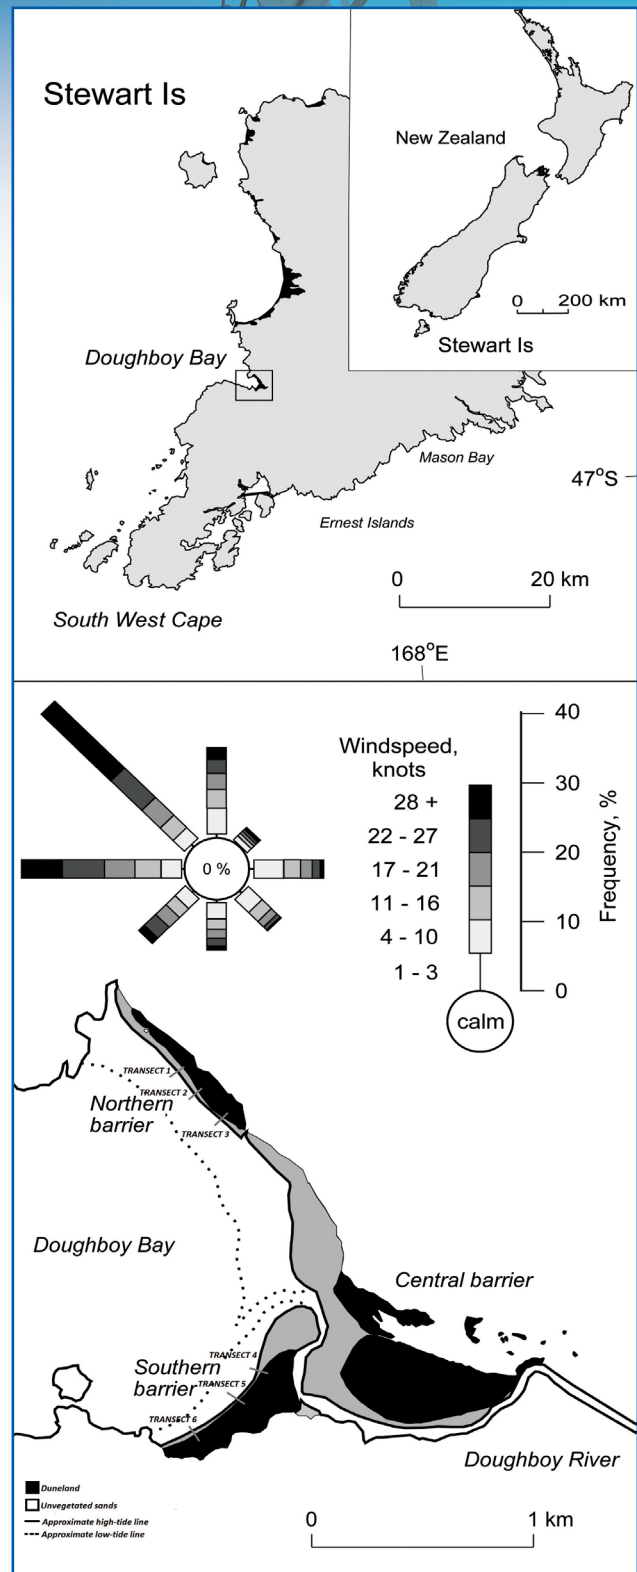 Stewart Is
New Zealand
0 200 km
Stewart Is
Doughboy Bay
Mason Bay
47°S
Ernest Islands
0 20 km
South West Cape
168°E
Windspeed,
knots
28 +
22 - 27
17 - 21
11 - 16
4 - 10
1 - 3
calm
40
30
20
10
0
Frequency, %
0 %
TRANSECT 1
TRANSECT 2
Northern
barrier
TRANSECT 3
Doughboy Bay
Central barrier
TRANSECT 4
Southern
barrier
TRANSECT 5
TRANSECT 6
Doughboy River
Duneland
Unvegetated sands
Approximate high-tide line
Approximate low-tide line
0 1 km